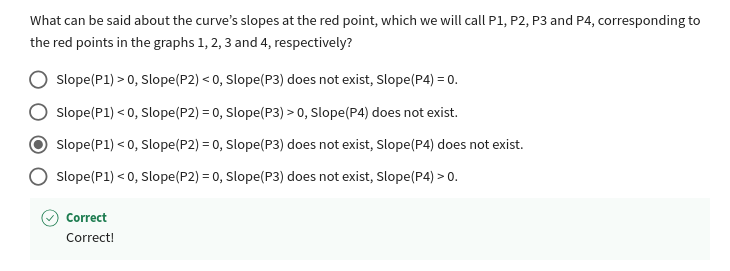 What can be said about the curve’s slopes at the red point, which we will call P1, P2, P3 and P4, corresponding to
the red points in the graphs 1, 2, 3 and 4, respectively?
Slope(P1) > 0, Slope(P2) < 0, Slope(P3) does not exist, Slope(P4) = 0.
Slope(P1) < 0, Slope(P2) = 0, Slope(P3) > 0, Slope(P4) does not exist.
Slope(P1) < 0, Slope(P2) = 0, Slope(P3) does not exist, Slope(P4) does not exist.
Slope(P1) < 0, Slope(P2) = 0, Slope(P3) does not exist, Slope(P4) > 0.
Correct
Correct!